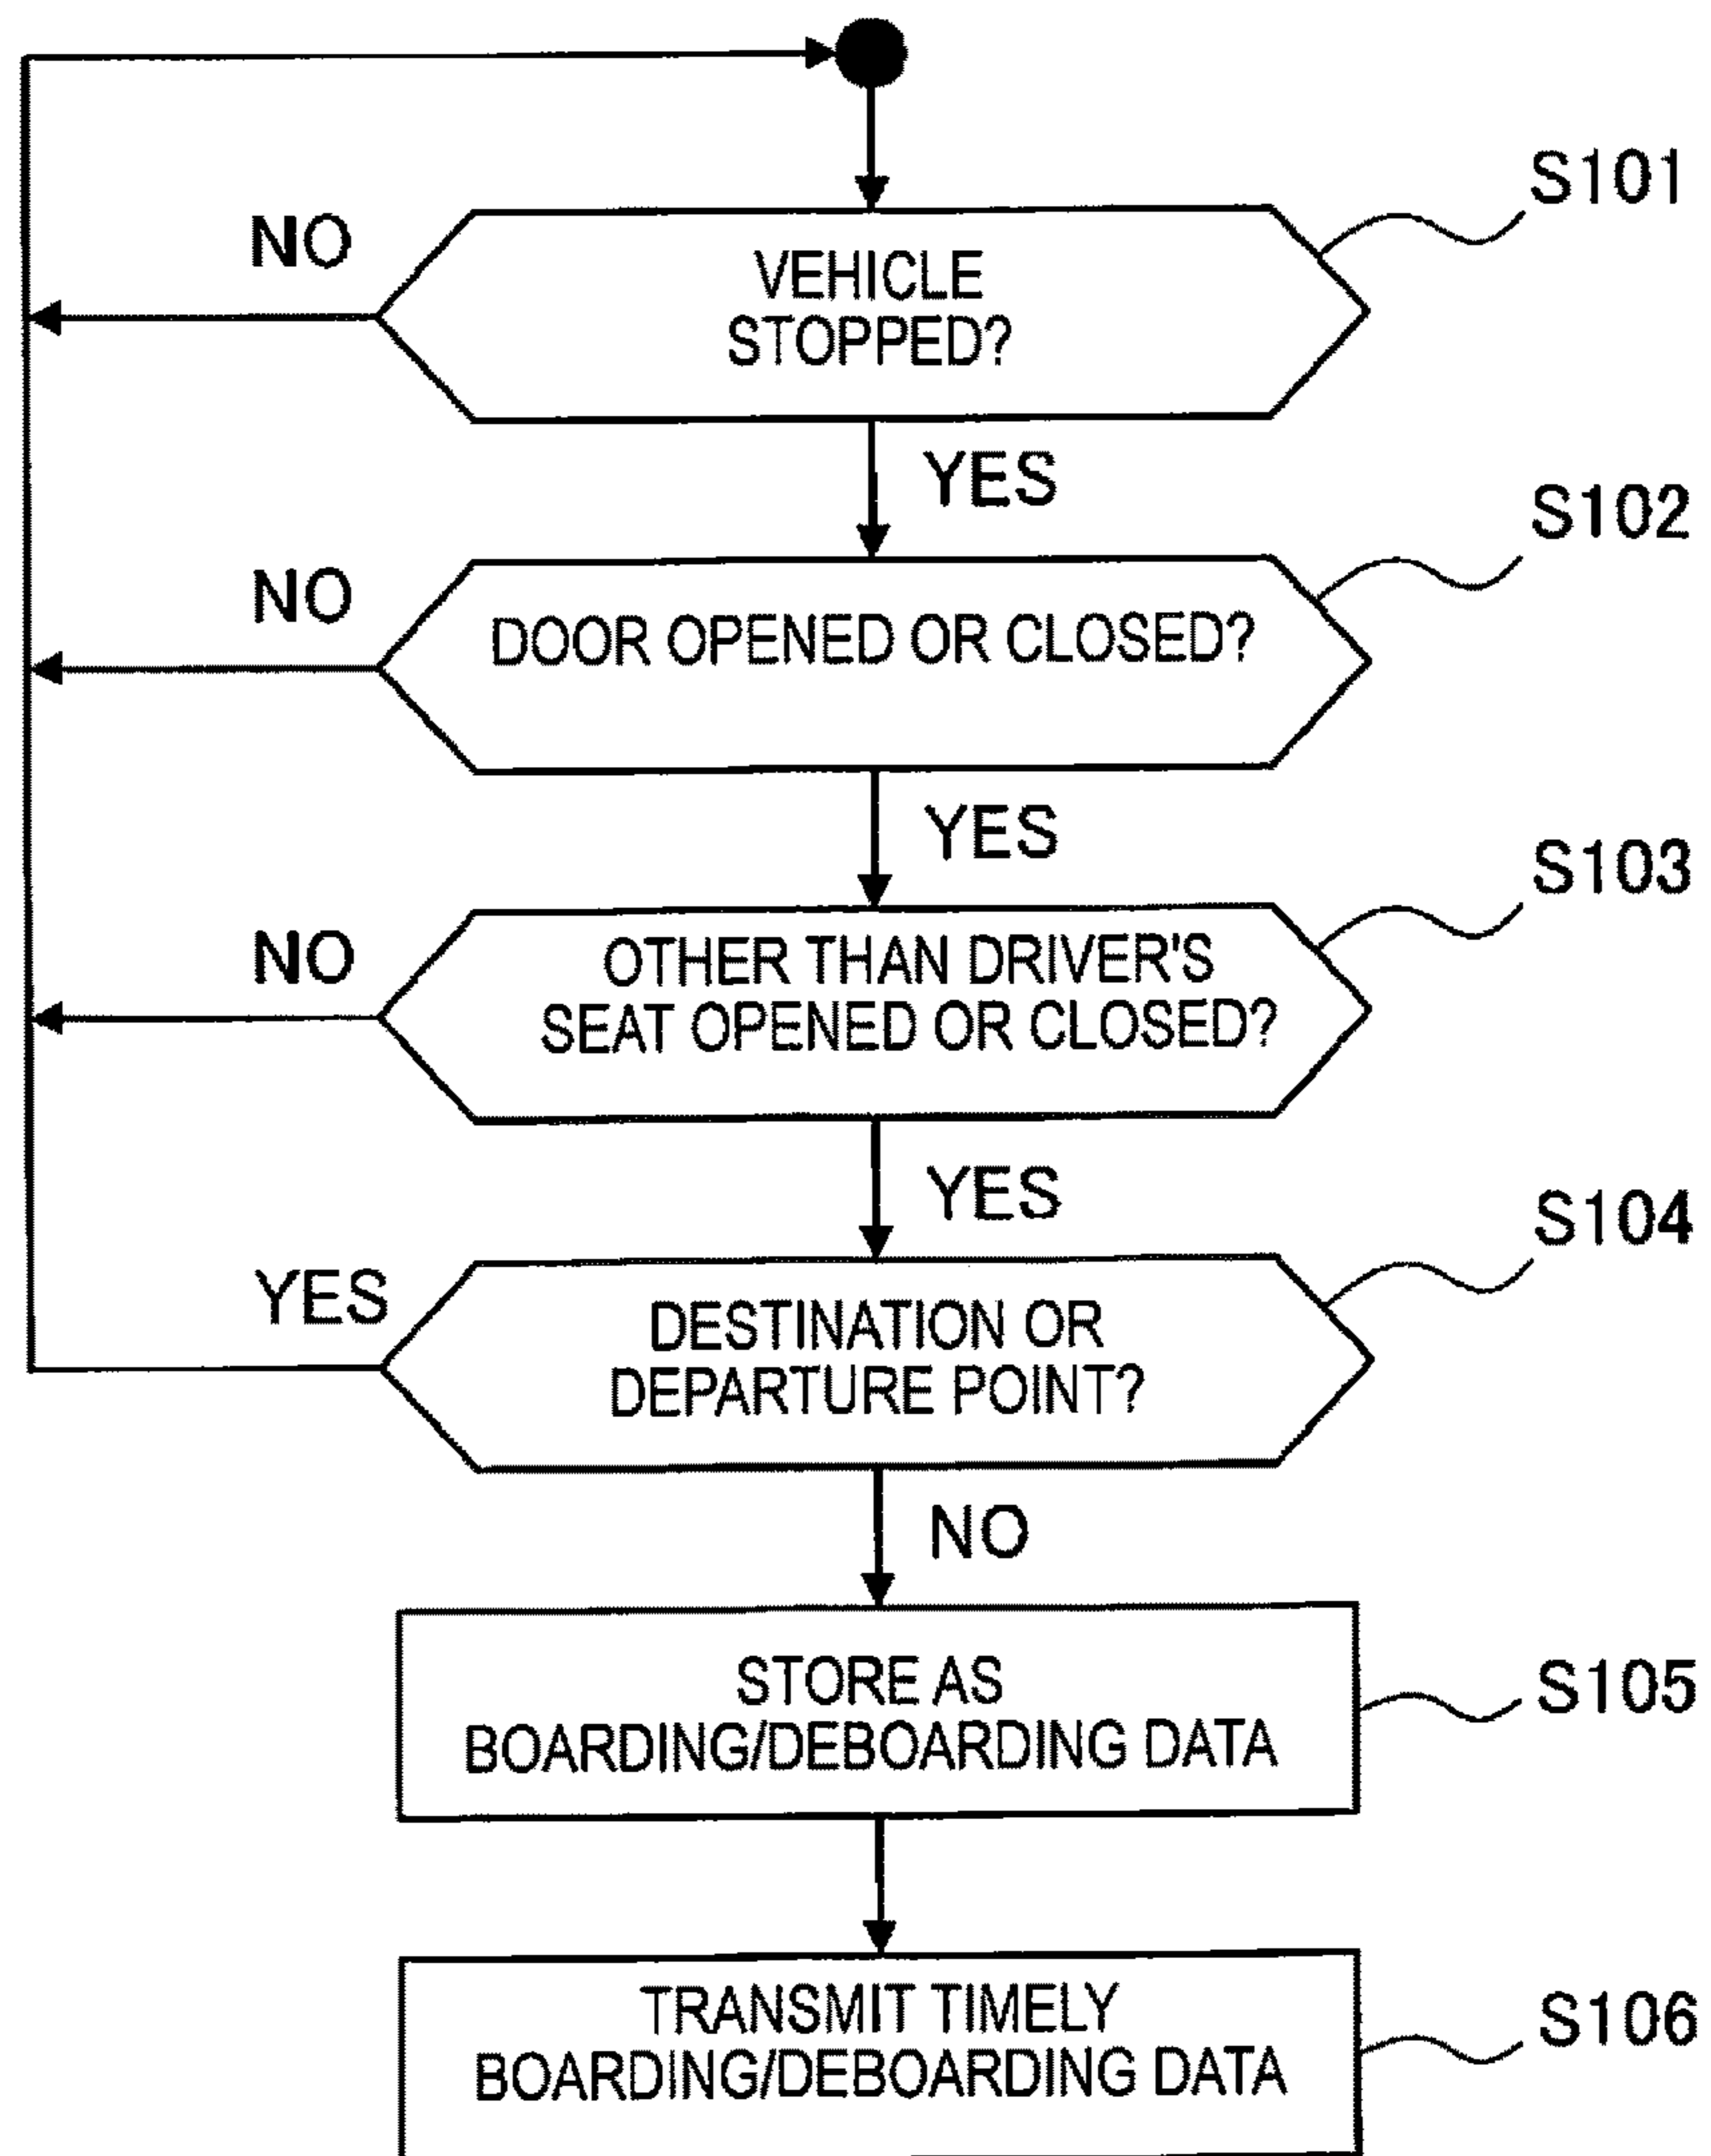 S101
NO
VEHICLE
STOPPED?
YES
S102
NO
DOOR OPENED OR CLOSED?
YES
S103
NO
OTHER THAN DRIVER'S
SEAT OPENED OR CLOSED?
YES
S104
YES
DESTINATION OR
DEPARTURE POINT?
NO
STORE AS
BOARDING/DEBOARDING DATA
S105
TRANSMIT TIMELY
BOARDING/DEBOARDING DATA
S106